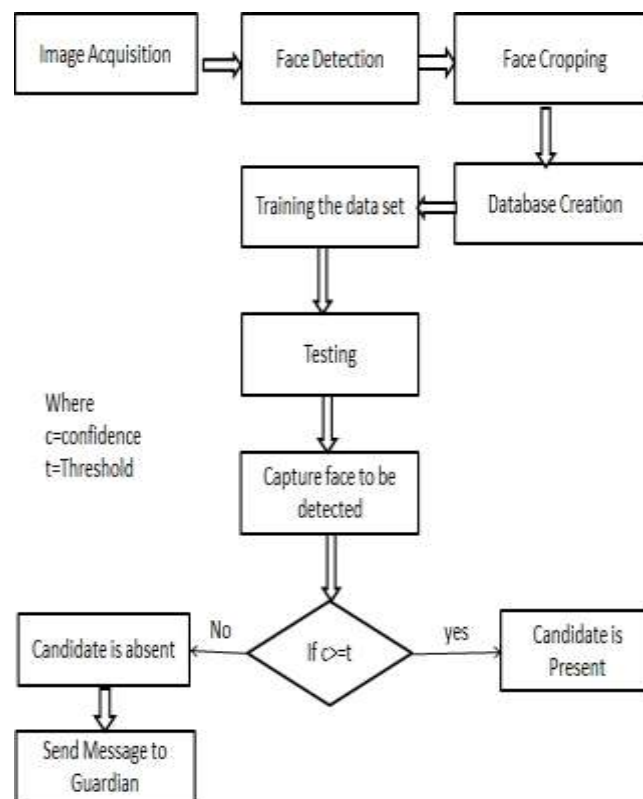 Image Acquisition
Face Detection
Face Cropping
Database Creation
Training the data set
Testing
Where
c=confidence
t=Threshold
Capture face to be
detected
If c>=t
No
yes
Candidate is absent
Candidate is
Present
Send Message to
Guardian